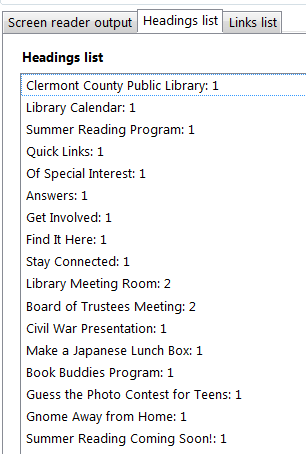 Screen reader output
Headings list
Links list
Headings list
Clermont County Public Library: 1
Library Calendar: 1
Summer Reading Program: 1
Quick Links: 1
Of Special Interest: 1
Answers: 1
Get Involved: 1
Find It Here: 1
Stay Connected: 1
Library Meeting Room: 2
Board of Trustees Meeting: 2
Civil War Presentation: 1
Make a Japanese Lunch Box: 1
Book Buddies Program: 1
Guess the Photo Contest for Teens: 1
Gnome Away from Home: 1
Summer Reading Coming Soon!: 1